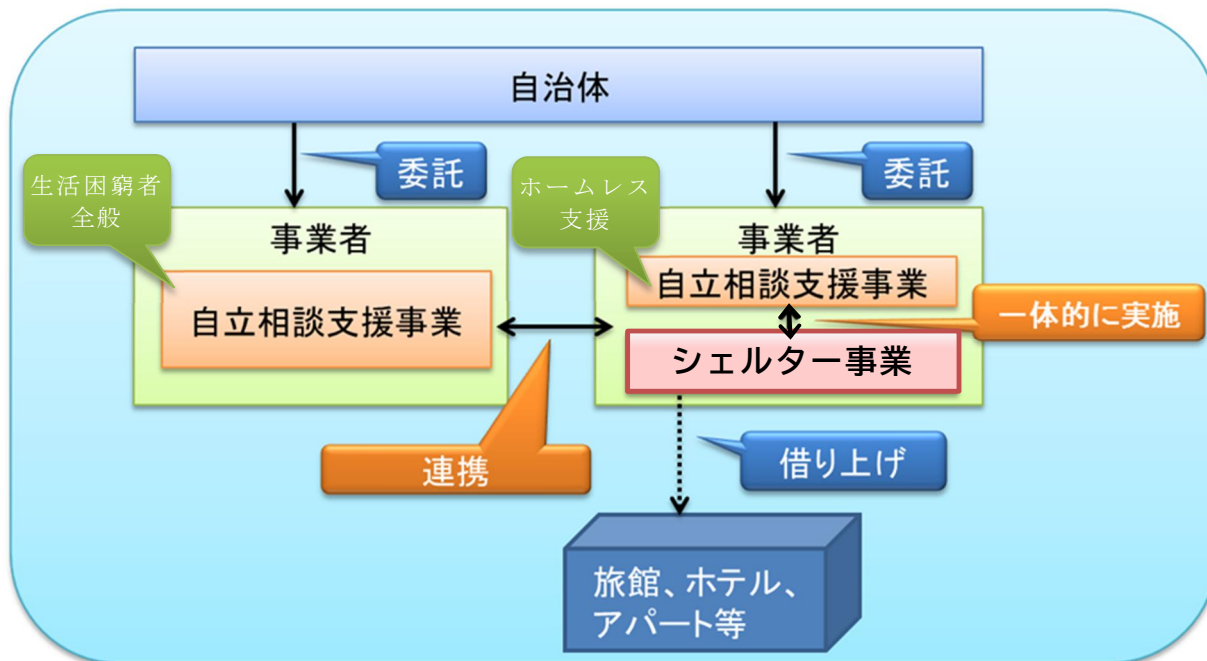 自治体
委託
委託
生活困窮者
全般
ホームレス
支援
事業者
事業者
自立相談支援事業
自立相談支援事業
一体的に実施
シェルター事業
連携
借り上げ
旅館、ホテル、
アパート等